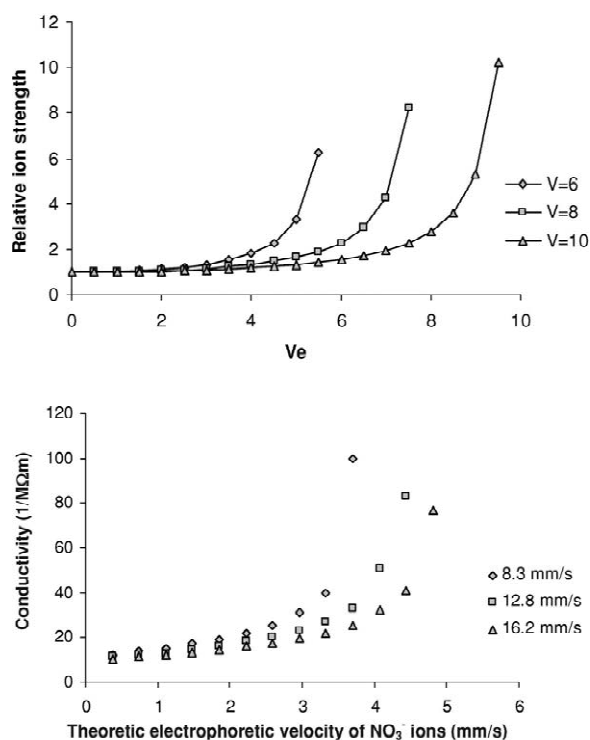 12
10
8
6
4
2
0
Relative ion strength
0 2 4 6 8 10
Ve
V=6
V=8
V=10
120
100
80
60
40
20
0
Conductivity (1/MΩm)
0 1 2 3 4 5 6
Theoretic electrophoretic velocity of NO₃⁻ ions (mm/s)
8.3 mm/s
12.8 mm/s
16.2 mm/s